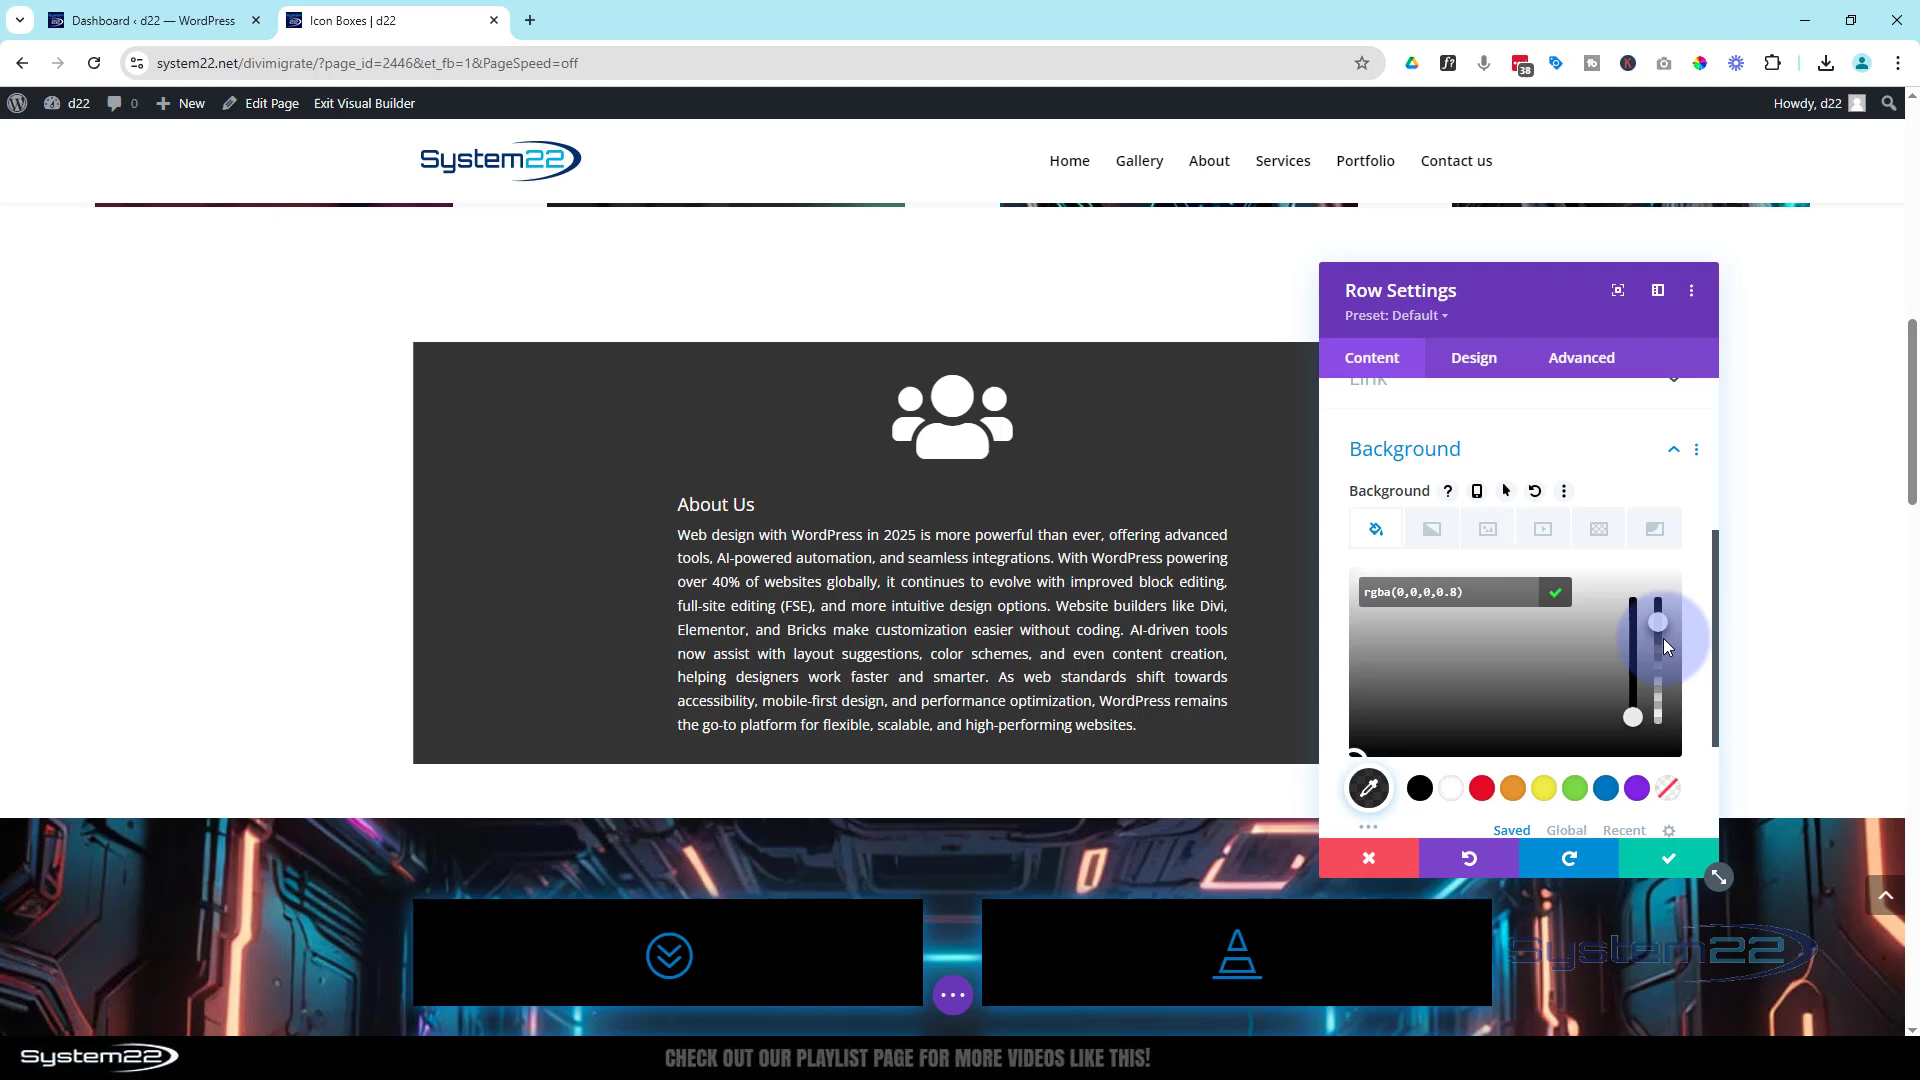 Dashboard ‹ d22 — WordPress
Icon Boxes | d22
system22.net/divimigrate/?page_id=2446&et_fb=1&PageSpeed=off
38
d22
0
New
Edit Page
Exit Visual Builder
Howdy, d22
System22
Home
Gallery
About
Services
Portfolio
Contact us
Row Settings
Preset: Default
Content
Design
Advanced
Link
Background
Background
rgba(0,0,0,0.8)
Saved
Global
Recent
About Us
Web design with WordPress in 2025 is more powerful than ever, offering advanced
tools, AI-powered automation, and seamless integrations. With WordPress powering
over 40% of websites globally, it continues to evolve with improved block editing,
full-site editing (FSE), and more intuitive design options. Website builders like Divi,
Elementor, and Bricks make customization easier without coding. AI-driven tools
now assist with layout suggestions, color schemes, and even content creation,
helping designers work faster and smarter. As web standards shift towards
accessibility, mobile-first design, and performance optimization, WordPress remains
the go-to platform for flexible, scalable, and high-performing websites.
System22
System22
CHECK OUT OUR PLAYLIST PAGE FOR MORE VIDEOS LIKE THIS!